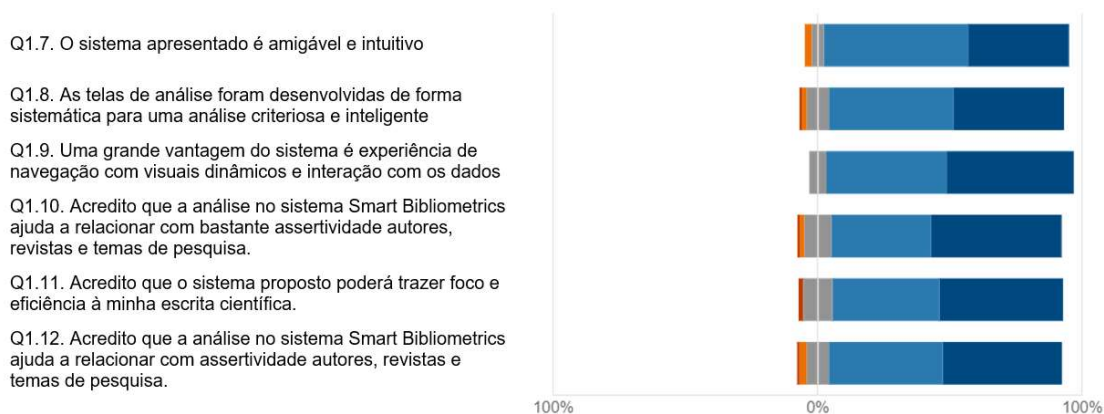 Q1.7. O sistema apresentado é amigável e intuitivo
Q1.8. As telas de análise foram desenvolvidas de forma
sistemática para uma análise criteriosa e inteligente
Q1.9. Uma grande vantagem do sistema é experiência de
navegação com visuais dinâmicos e interação com os dados
Q1.10. Acredito que a análise no sistema Smart Bibliometrics
ajuda a relacionar com bastante assertividade autores,
revistas e temas de pesquisa.
Q1.11. Acredito que o sistema proposto poderá trazer foco e
eficiência à minha escrita científica.
Q1.12. Acredito que a análise no sistema Smart Bibliometrics
ajuda a relacionar com assertividade autores, revistas e
temas de pesquisa.
100% 0% 100%